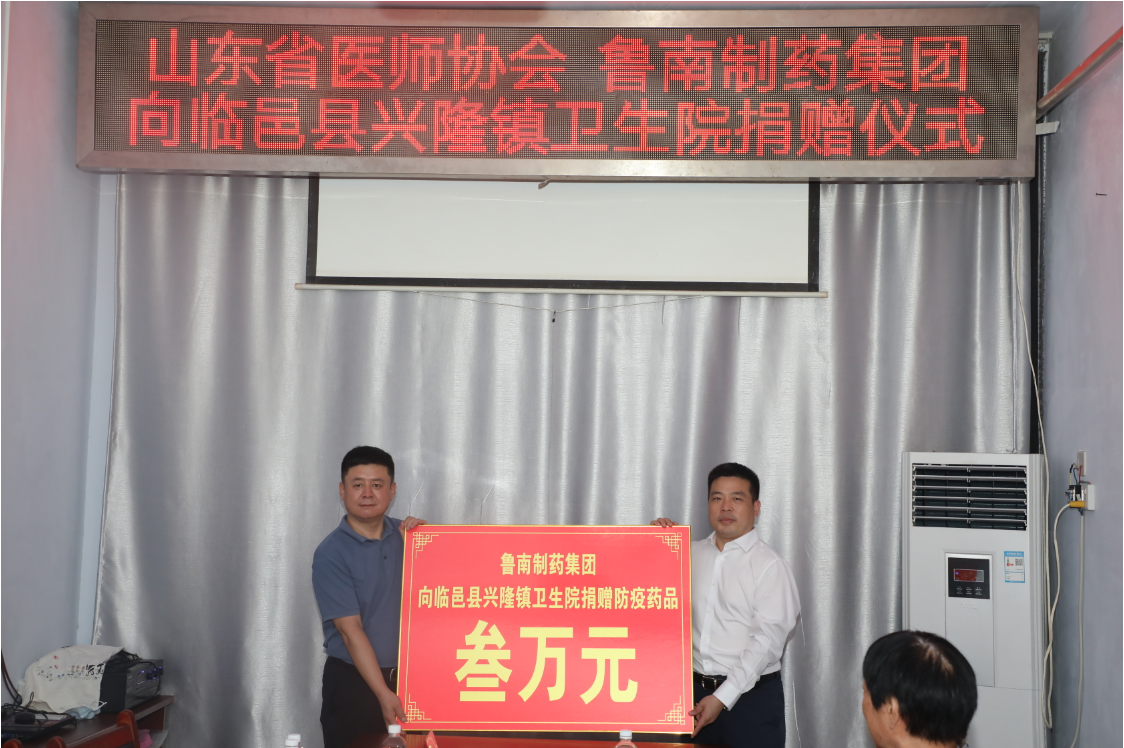 山东省医师协会 鲁南制药集团
向临邑县兴隆镇卫生院捐赠仪式
鲁南制药集团
向临邑县兴隆镇卫生院捐赠防疫药品
叁万元